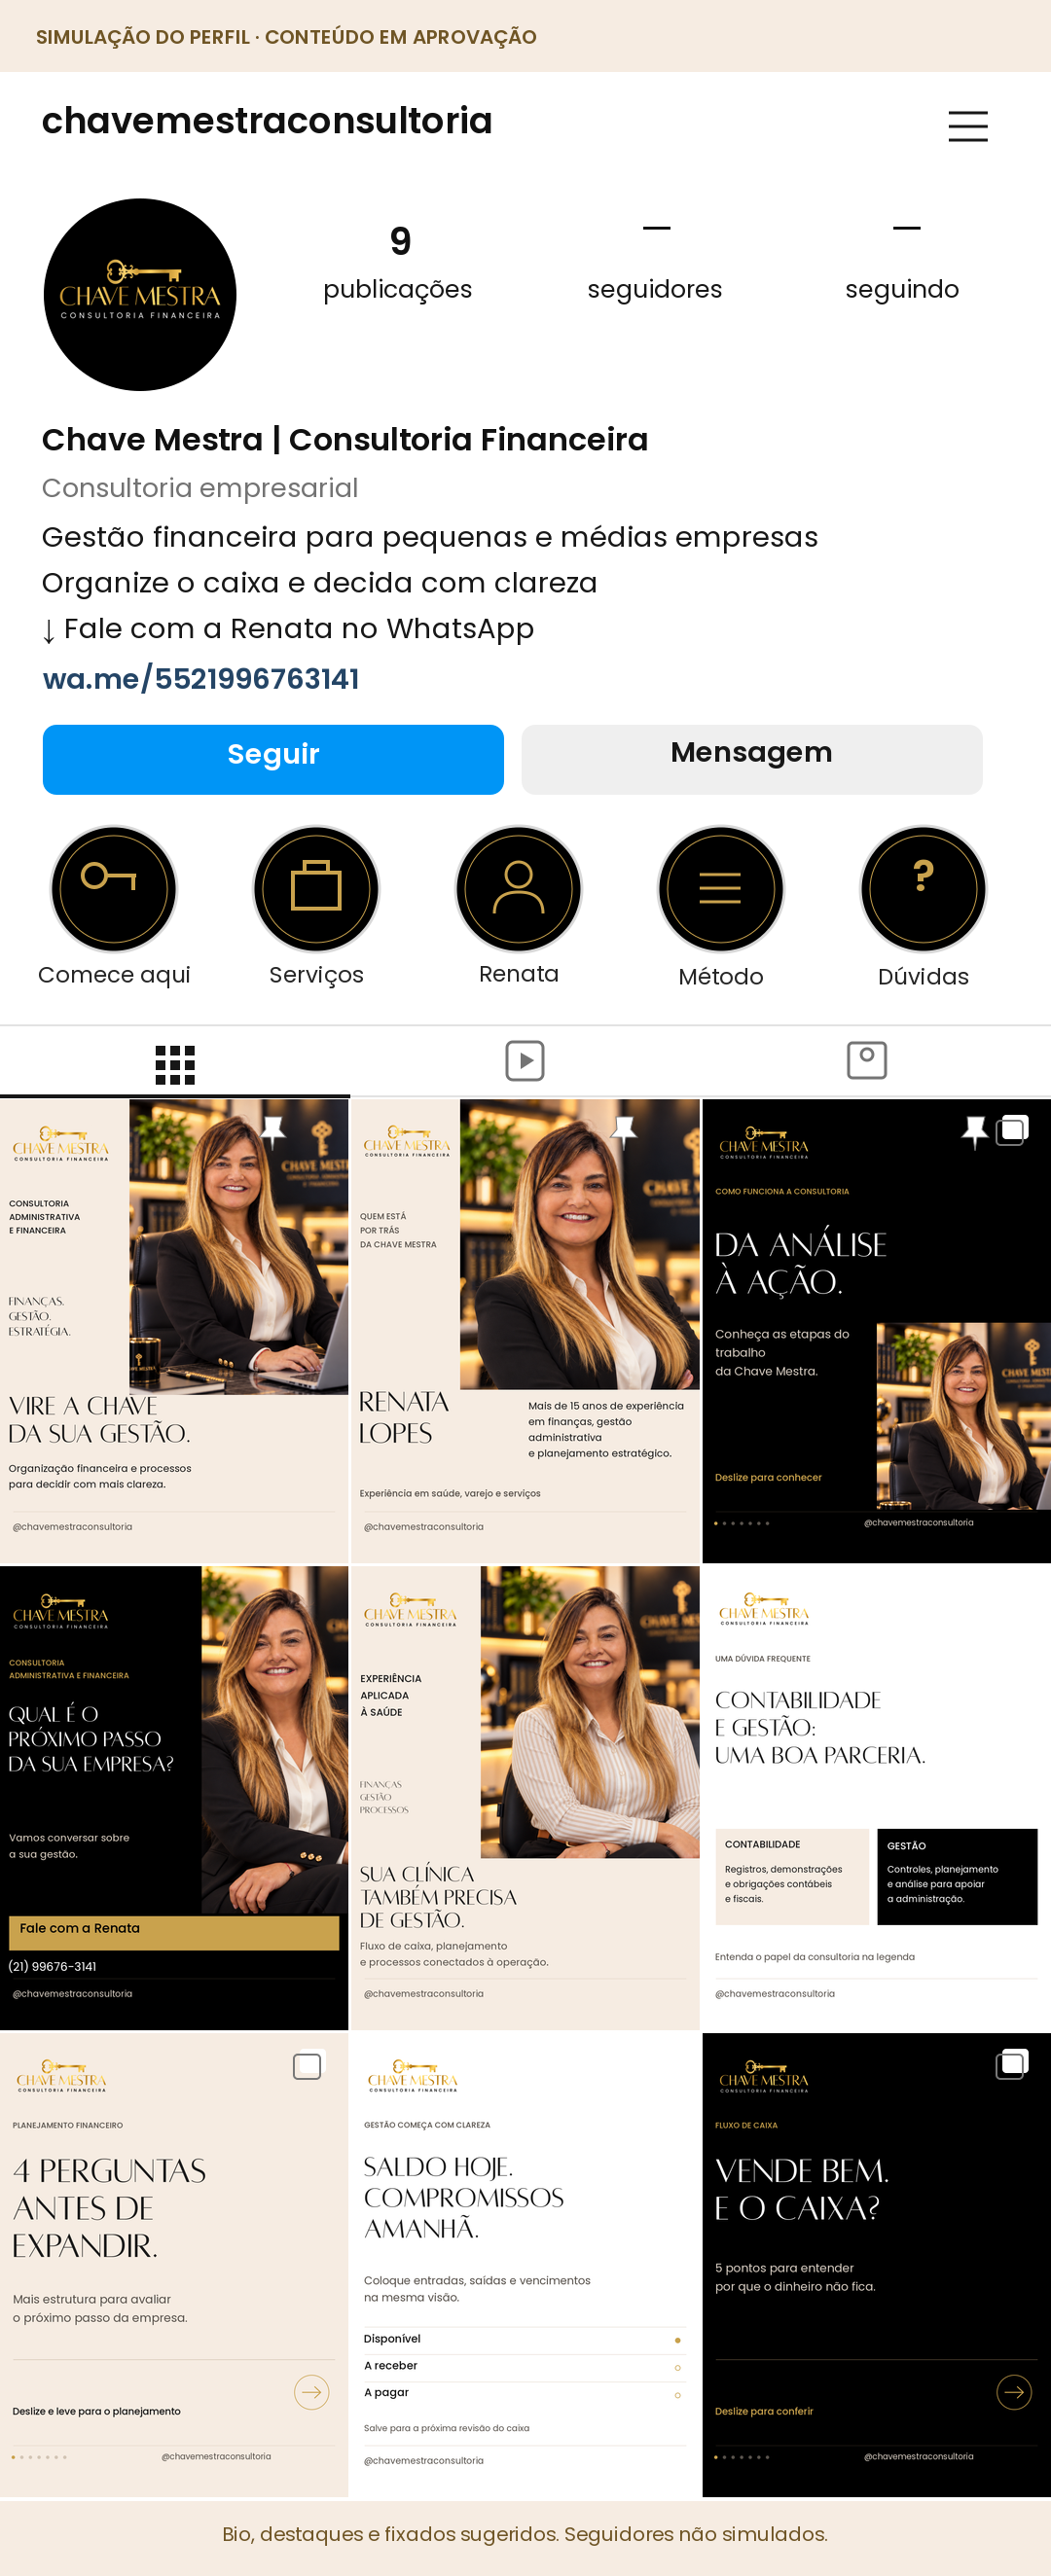 SIMULAÇÃO DO PERFIL · CONTEÚDO EM APROVAÇÃO
chavemestraconsultoria
CHAVE MESTRA
CONSULTORIA FINANCEIRA
9
publicações
—
seguidores
—
seguindo
Chave Mestra | Consultoria Financeira
Consultoria empresarial
Gestão financeira para pequenas e médias empresas
Organize o caixa e decida com clareza
↓ Fale com a Renata no WhatsApp
wa.me/5521996763141
Seguir
Mensagem
?
Comece aqui
Serviços
Renata
Método
Dúvidas
CHAVE MESTRA
CONSULTORIA FINANCEIRA
CONSULTORIA
ADMINISTRATIVA
E FINANCEIRA
FINANÇAS.
GESTÃO.
ESTRATÉGIA.
CHAVE MESTRA
VIRE A CHAVE
DA SUA GESTÃO.
Organização financeira e processos
para decidir com mais clareza.
@chavemestraconsultoria
CHAVE MESTRA
CONSULTORIA FINANCEIRA
QUEM ESTÁ
POR TRÁS
DA CHAVE MESTRA
RENATA
LOPES
Mais de 15 anos de experiência
em finanças, gestão
administrativa
e planejamento estratégico.
Experiência em saúde, varejo e serviços
@chavemestraconsultoria
CHAVE MESTRA
CONSULTORIA FINANCEIRA
COMO FUNCIONA A CONSULTORIA
DA ANÁLISE
À AÇÃO.
Conheça as etapas do
trabalho
da Chave Mestra.
CHAVE MESTRA
Deslize para conhecer
@chavemestraconsultoria
CHAVE MESTRA
CONSULTORIA FINANCEIRA
CONSULTORIA
ADMINISTRATIVA E FINANCEIRA
QUAL É O
PRÓXIMO PASSO
DA SUA EMPRESA?
Vamos conversar sobre
a sua gestão.
Fale com a Renata
(21) 99676-3141
@chavemestraconsultoria
CHAVE MESTRA
CONSULTORIA FINANCEIRA
EXPERIÊNCIA
APLICADA
À SAÚDE
FINANÇAS
GESTÃO
PROCESSOS
SUA CLÍNICA
TAMBÉM PRECISA
DE GESTÃO.
Fluxo de caixa, planejamento
e processos conectados à operação.
@chavemestraconsultoria
CHAVE MESTRA
CONSULTORIA FINANCEIRA
UMA DÚVIDA FREQUENTE
CONTABILIDADE
E GESTÃO:
UMA BOA PARCERIA.
CONTABILIDADE
Registros, demonstrações
e obrigações contábeis
e fiscais.
GESTÃO
Controles, planejamento
e análise para apoiar
a administração.
Entenda o papel da consultoria na legenda
@chavemestraconsultoria
CHAVE MESTRA
CONSULTORIA FINANCEIRA
PLANEJAMENTO FINANCEIRO
4 PERGUNTAS
ANTES DE
EXPANDIR.
Mais estrutura para avaliar
o próximo passo da empresa.
Deslize e leve para o planejamento
@chavemestraconsultoria
CHAVE MESTRA
CONSULTORIA FINANCEIRA
GESTÃO COMEÇA COM CLAREZA
SALDO HOJE.
COMPROMISSOS
AMANHÃ.
Coloque entradas, saídas e vencimentos
na mesma visão.
Disponível
A receber
A pagar
Salve para a próxima revisão do caixa
@chavemestraconsultoria
CHAVE MESTRA
CONSULTORIA FINANCEIRA
FLUXO DE CAIXA
VENDE BEM.
E O CAIXA?
5 pontos para entender
por que o dinheiro não fica.
Deslize para conferir
@chavemestraconsultoria
Bio, destaques e fixados sugeridos. Seguidores não simulados.